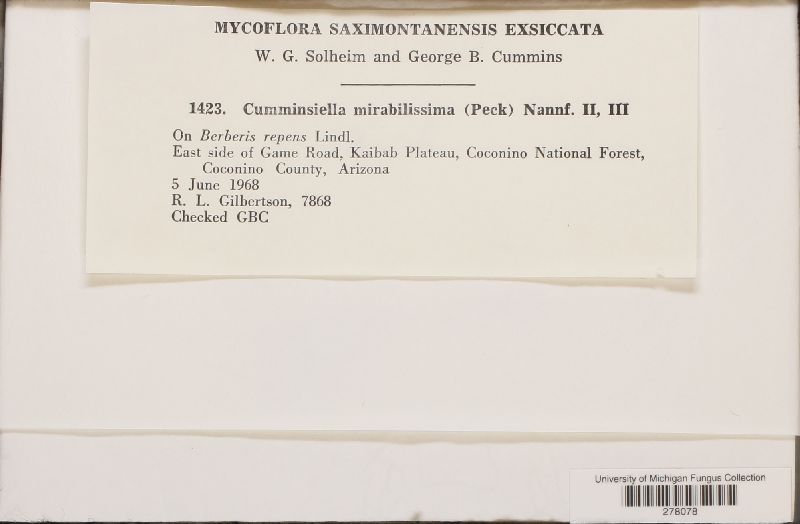 MYCOFLORA SAXIMONTANENSIS EXSICCATA
W. G. Solheim and George B. Cummins
1423. Cumminsiella mirabilissima (Peck) Nannf. II, III
On Berberis repens Lindl.
East side of Game Road, Kaibab Plateau, Coconino National Forest,
Coconino County, Arizona
5 June 1968
R. L. Gilbertson, 7868
Checked GBC
University of Michigan Fungus Collection
278078